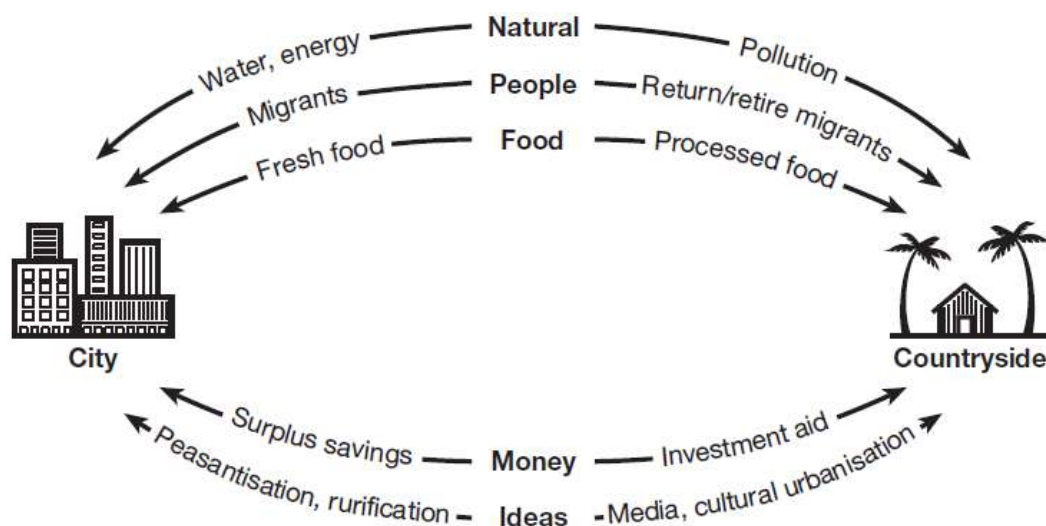 Natural
Water, energy
Pollution
People
Migrants
Return/retire migrants
Food
Fresh food
Processed food
City
Countryside
Surplus savings
Money
Investment aid
Peasantisation, rurification
Ideas
Media, cultural urbanisation